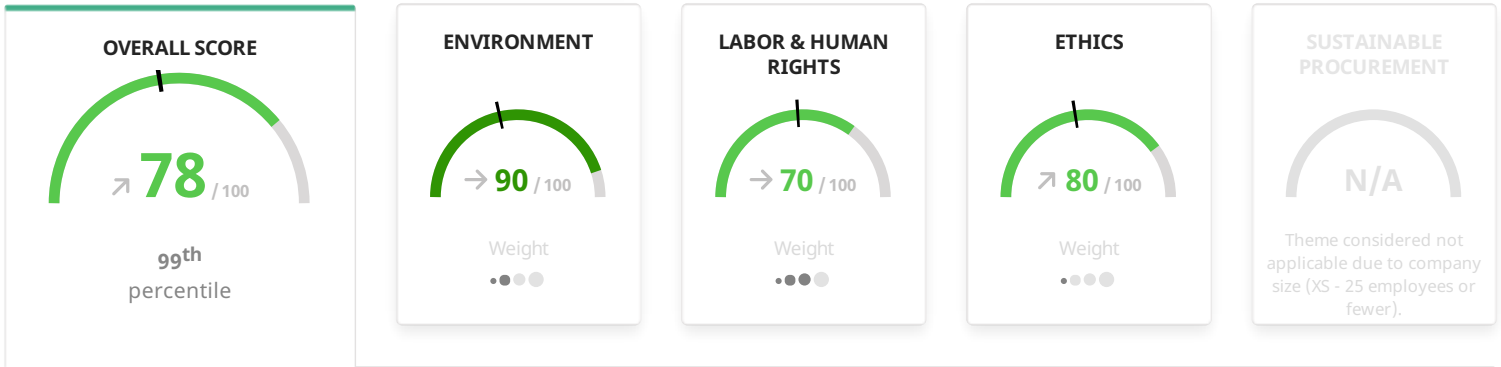 OVERALL SCORE
78 / 100
99th
percentile
ENVIRONMENT
90 / 100
Weight
LABOR & HUMAN
RIGHTS
70 / 100
Weight
ETHICS
80 / 100
Weight
SUSTAINABLE
PROCUREMENT
N/A
Theme considered not
applicable due to company
size (XS - 25 employees or
fewer).